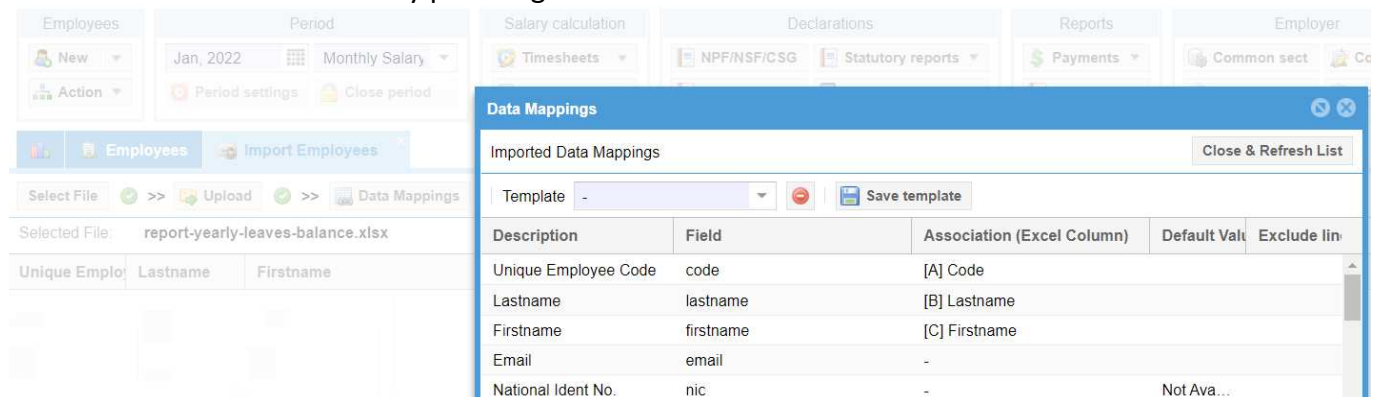 Employees Period Salary calculation Declarations Reports Employer
New Jan, 2022 Monthly Salary Timesheets NPF/NSF/CSG Statutory reports Payments Common sect
Action Period settings Close period
Data Mappings
Employees Import Employees
Imported Data Mappings Close & Refresh List
Select File >> Upload >> Data Mappings
Template - Save template
Selected File: report-yearly-leaves-balance.xlsx
Description Field Association (Excel Column) Default Valu Exclude lin
Unique Employ Lastname Firstname
Unique Employee Code code [A] Code
Lastname lastname [B] Lastname
Firstname firstname [C] Firstname
Email email -
National Ident No. nic - Not Ava...